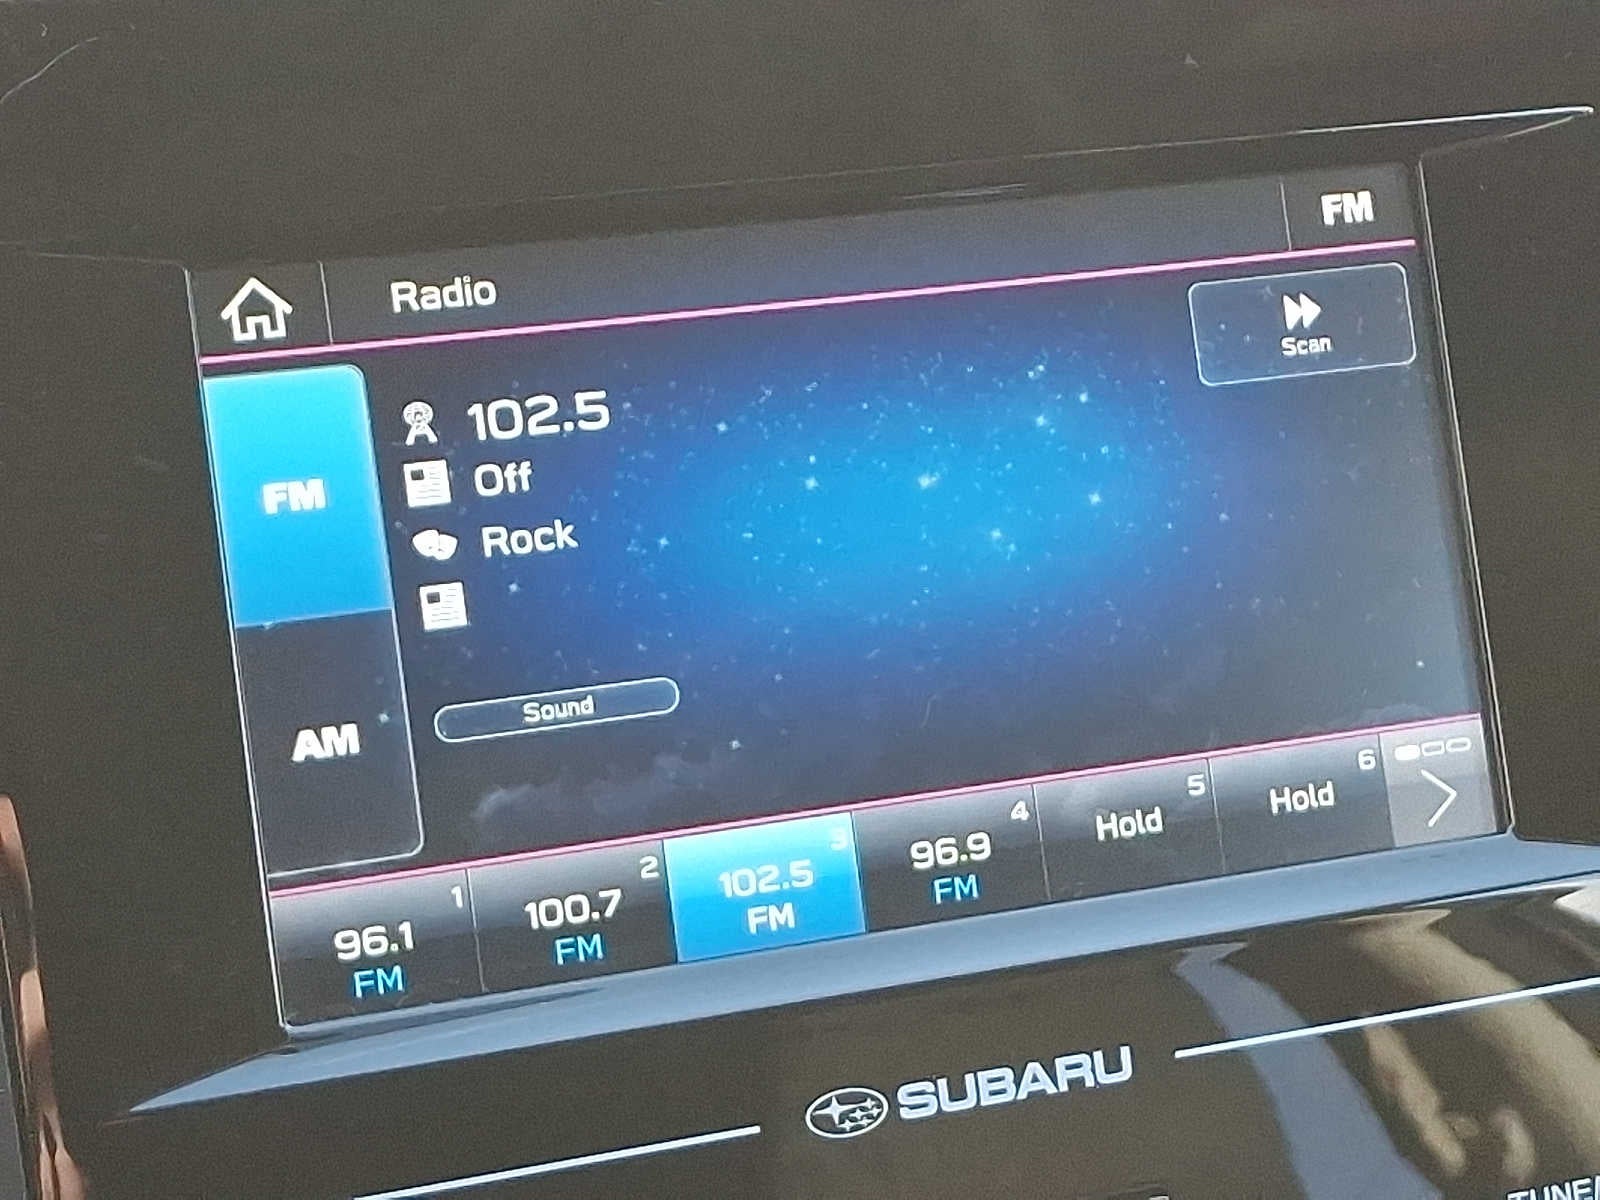 Radio
FM
Scan
FM
AM
102.5
Off
Rock
Sound
1
96.1
FM
2
100.7
FM
3
102.5
FM
4
96.9
FM
5
Hold
6
Hold
SUBARU